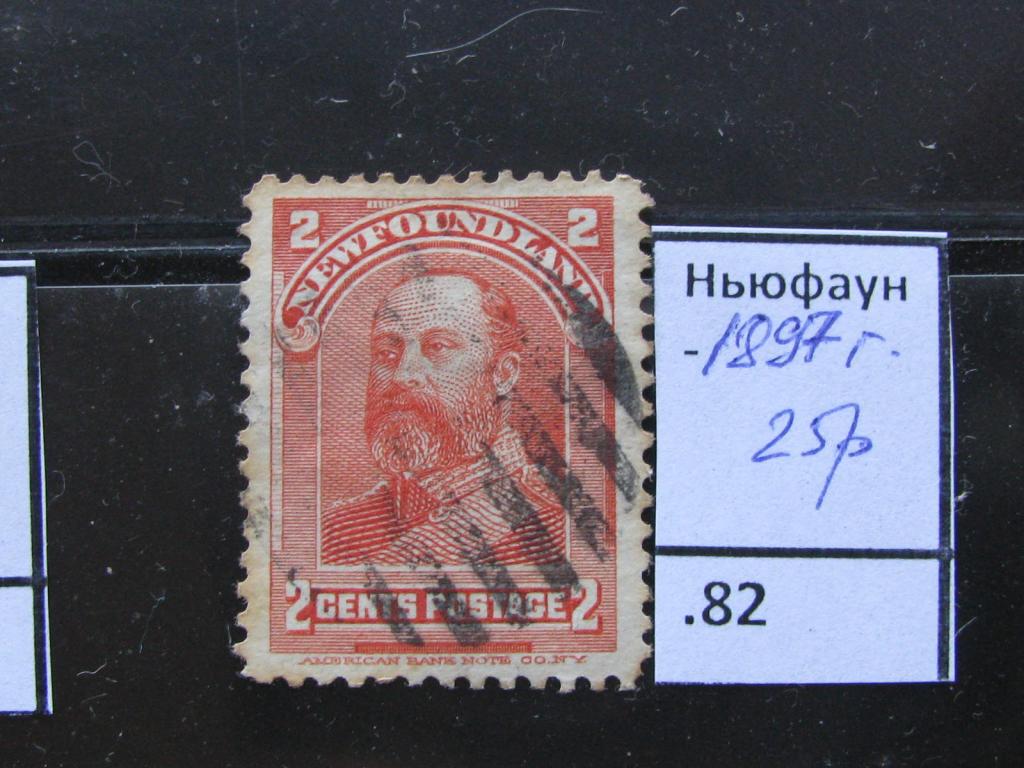 2 2
NEWFOUNDLAND
2 CENTS POSTAGE 2
AMERICAN BANK NOTE CO. N.Y.
Ньюфаун
-1897 г.
25р
.82